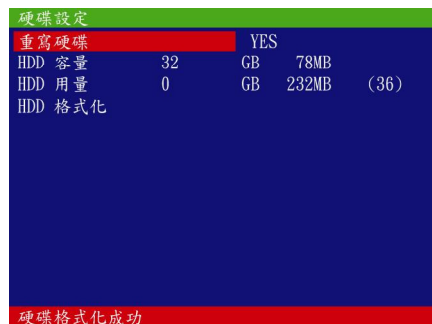 硬碟設定
重寫硬碟 YES
HDD 容量 32 GB 78MB
HDD 用量 0 GB 232MB (36)
HDD 格式化
硬碟格式化成功